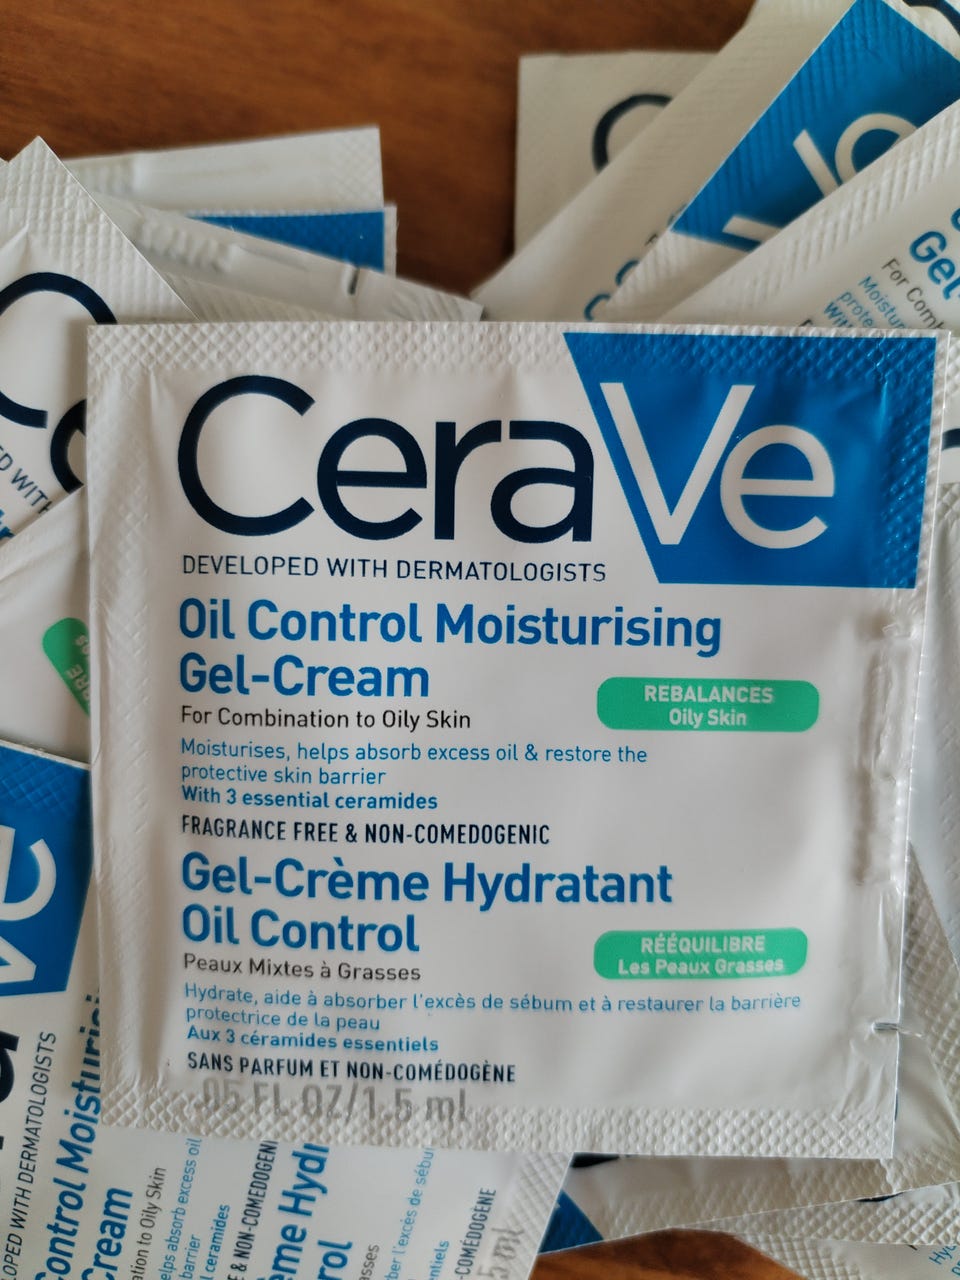 CeraVe
DEVELOPED WITH DERMATOLOGISTS
Oil Control Moisturising
Gel-Cream
For Combination to Oily Skin
REBALANCES
Oily Skin
Moisturises, helps absorb excess oil & restore the
protective skin barrier
With 3 essential ceramides
FRAGRANCE FREE & NON-COMEDOGENIC
Gel-Crème Hydratant
Oil Control
Peaux Mixtes à Grasses
RÉÉQUILIBRE
Les Peaux Grasses
Hydrate, aide à absorber l'excès de sébum et à restaurer la barrière
protectrice de la peau
Aux 3 céramides essentiels
SANS PARFUM ET NON-COMÉDOGÈNE
.05 FL OZ/1.5 ml